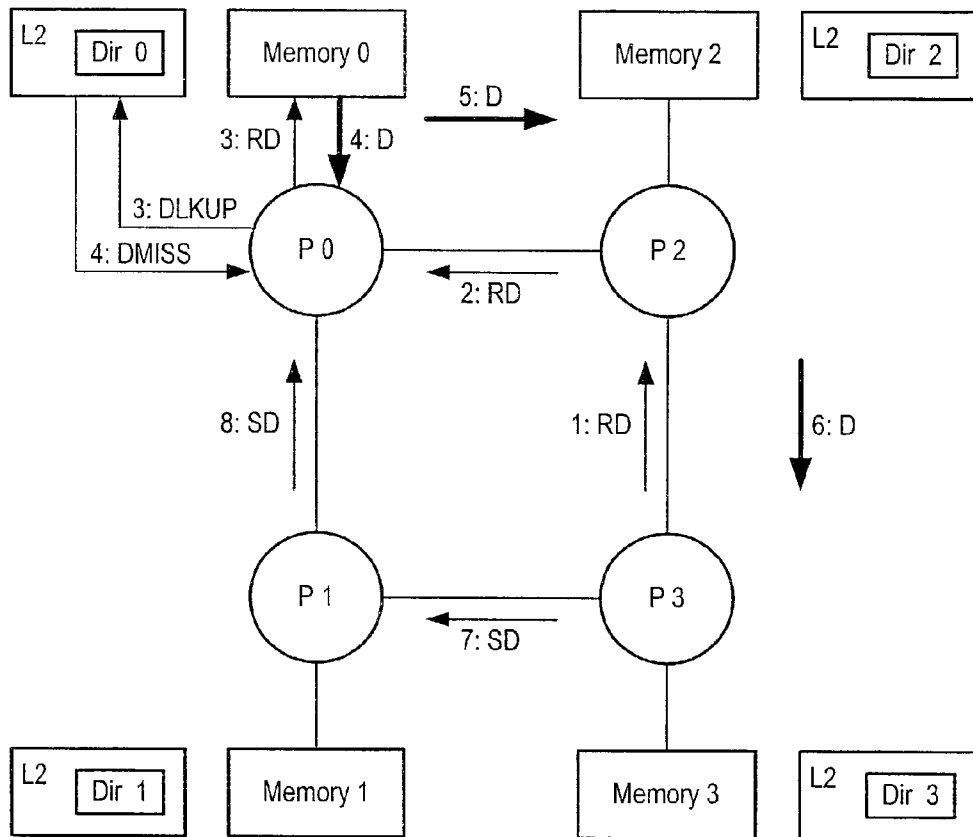 L2
Dir 0
Memory 0
Memory 2
L2
Dir 2
5: D
3: RD
4: D
3: DLKUP
4: DMISS
P 0
P 2
2: RD
8: SD
1: RD
6: D
P 1
P 3
7: SD
L2
Dir 1
Memory 1
Memory 3
L2
Dir 3